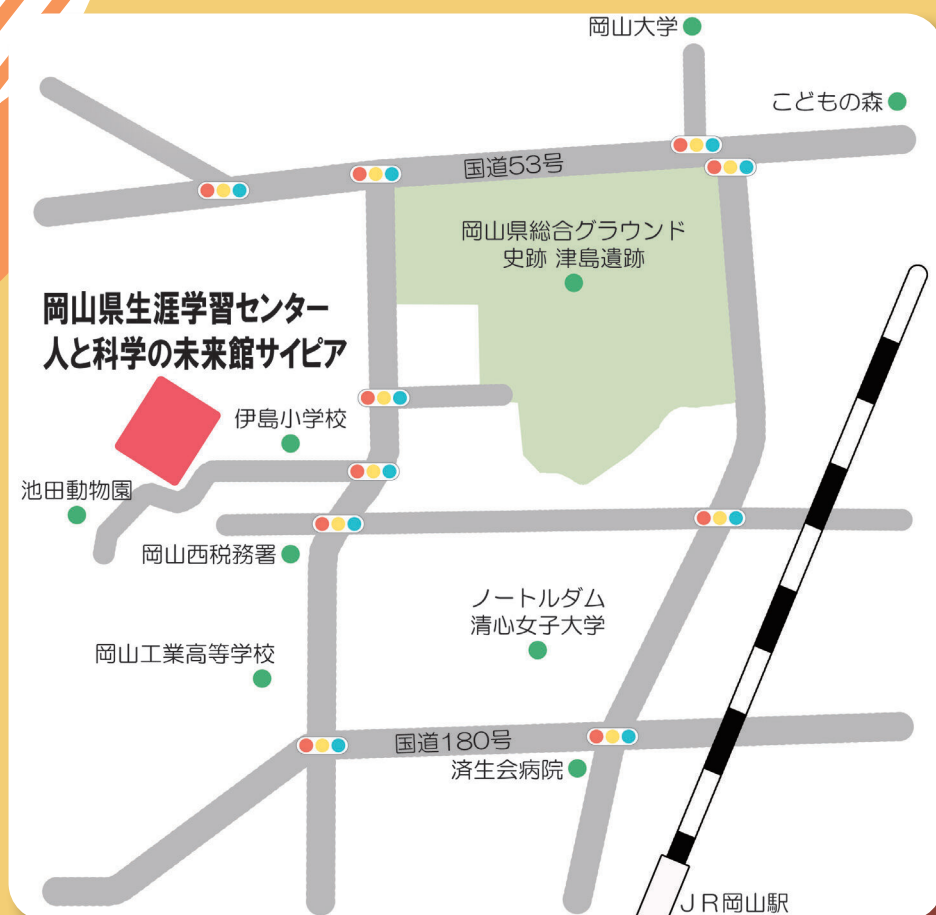 岡山大学
こどもの森
国道53号
岡山県総合グラウンド
史跡 津島遺跡
岡山県生涯学習センター
人と科学の未来館サイピア
伊島小学校
池田動物園
岡山西税務署
ノートルダム
清心女子大学
岡山工業高等学校
国道180号
済生会病院
JR岡山駅